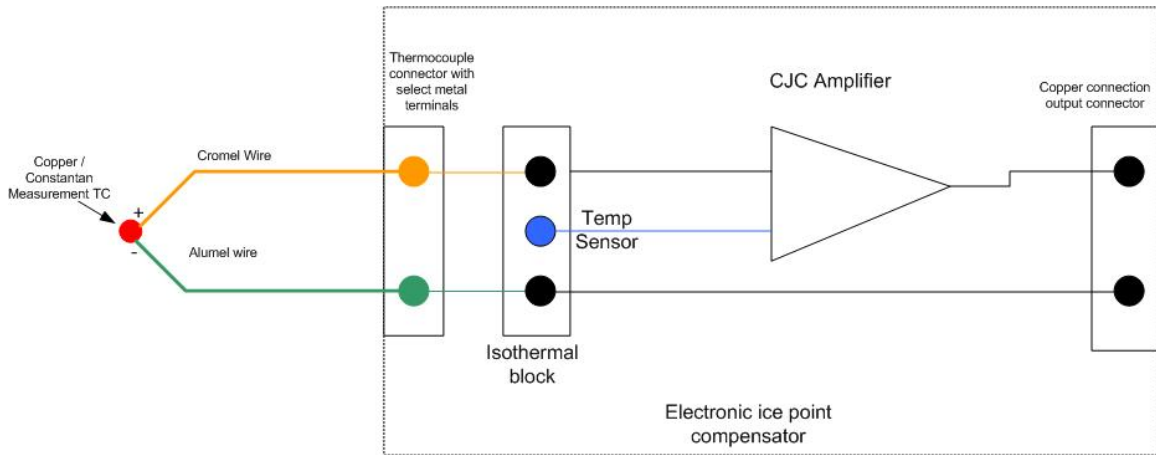 Thermocouple
connector with
select metal
terminals
CJC Amplifier
Copper connection
output connector
Copper /
Constantan
Measurement TC
Cromel Wire
+
-
Alumel wire
Temp
Sensor
Isothermal
block
Electronic ice point
compensator